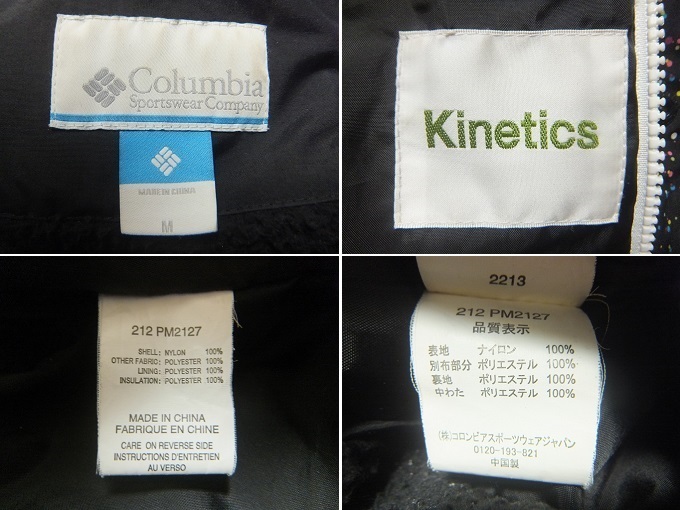 Columbia
Sportswear Company
MADE IN CHINA
M
Kinetics
212 PM2127
SHELL: NYLON 100%
OTHER FABRIC: POLYESTER 100%
LINING: POLYESTER 100%
INSULATION: POLYESTER 100%
MADE IN CHINA
FABRIQUE EN CHINE
CARE ON REVERSE SIDE
INSTRUCTIONS D'ENTRETIEN
AU VERSO
2213
212 PM2127
品質表示
表地 ナイロン 100%
別布部分 ポリエステル 100%
裏地 ポリエステル 100%
中わた ポリエステル 100%
(株)コロンビアスポーツウェアジャパン
0120-193-821
中国製